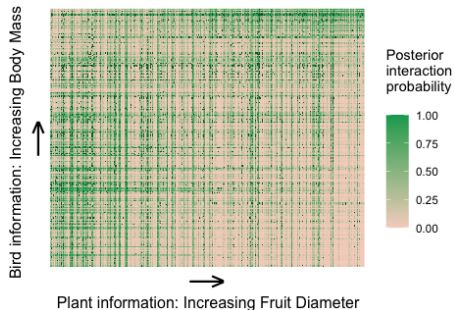 Bird information: Increasing Body Mass
Posterior
interaction
probability
1.00
0.75
0.50
0.25
0.00
Plant information: Increasing Fruit Diameter